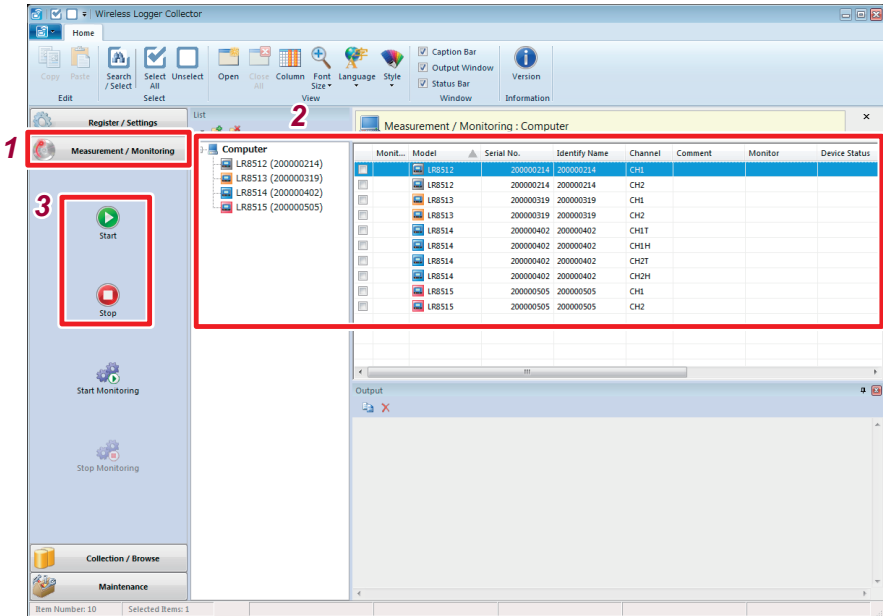 Wireless Logger Collector
Home
Copy Paste Search / Select Select All Unselect Open Close All Column Font Size Language Style Caption Bar Output Window Status Bar Version
Edit Select View Window Information
Register / Settings
List
2
Measurement / Monitoring : Computer
1
Measurement / Monitoring
Computer
LR8512 (200000214)
LR8513 (200000319)
LR8514 (200000402)
LR8515 (200000505)
Monit... Model Serial No. Identify Name Channel Comment Monitor Device Status
LR8512 200000214 200000214 CH1
LR8512 200000214 200000214 CH2
LR8513 200000319 200000319 CH1
LR8513 200000319 200000319 CH2
LR8514 200000402 200000402 CH1T
LR8514 200000402 200000402 CH1H
LR8514 200000402 200000402 CH2T
LR8514 200000402 200000402 CH2H
LR8515 200000505 200000505 CH1
LR8515 200000505 200000505 CH2
3
Start
Stop
Start Monitoring
Stop Monitoring
Output
Collection / Browse
Maintenance
Item Number: 10 Selected Items: 1